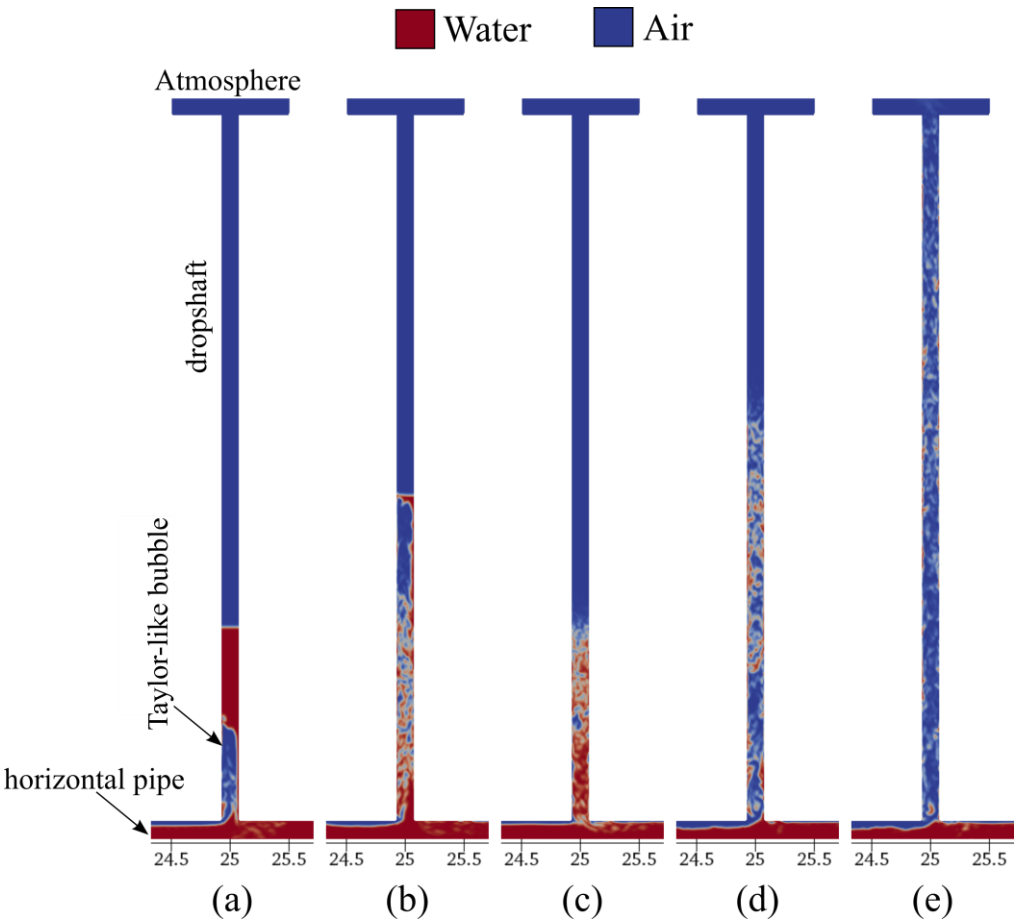 Water Air
Atmosphere
dropshaft
Taylor-like bubble
horizontal pipe
24.5 25 25.5 24.5 25 25.5 24.5 25 25.5 24.5 25 25.5 24.5 25 25.5
(a) (b) (c) (d) (e)